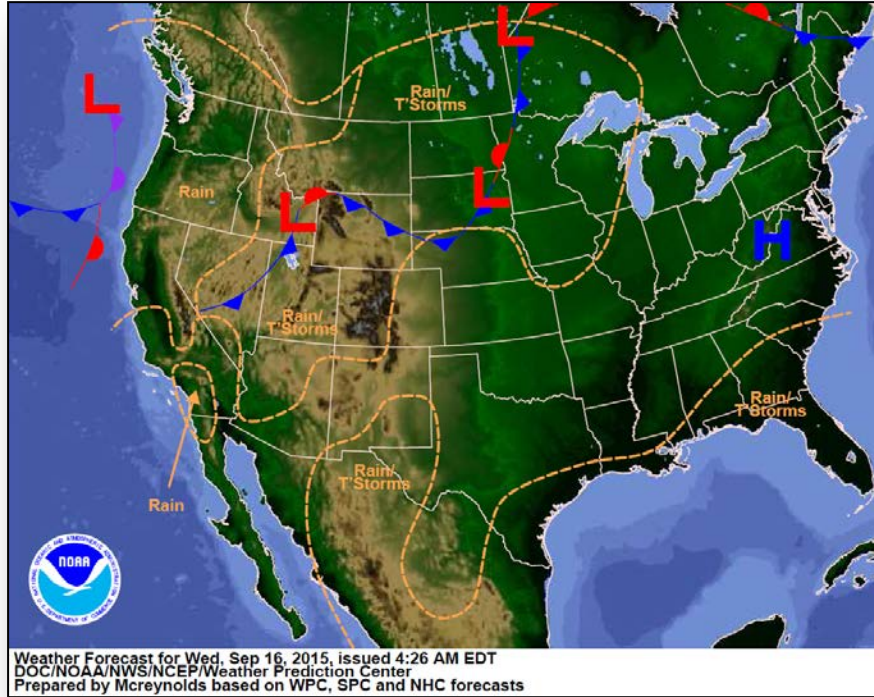 L
L
Rain/
T'Storms
L
Rain
L
H
Rain/
T'Storms
Rain/
T'Storms
Rain/
T'Storms
Rain
NOAA
Weather Forecast for Wed, Sep 16, 2015, issued 4:26 AM EDT
DOC/NOAA/NWS/NCEP/Weather Prediction Center
Prepared by Mcreynolds based on WPC, SPC and NHC forecasts